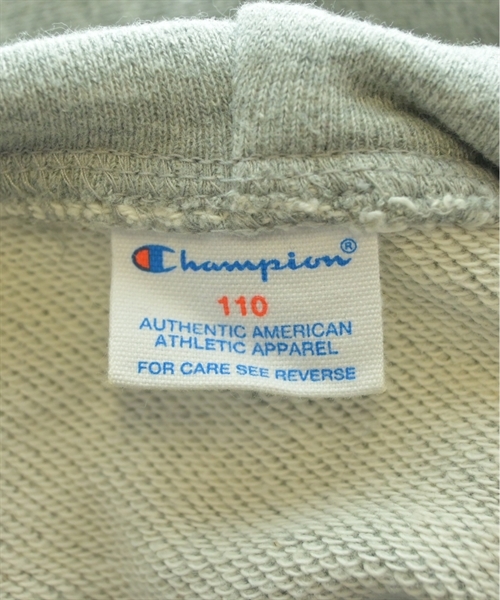 Champion®
110
AUTHENTIC AMERICAN
ATHLETIC APPAREL
FOR CARE SEE REVERSE